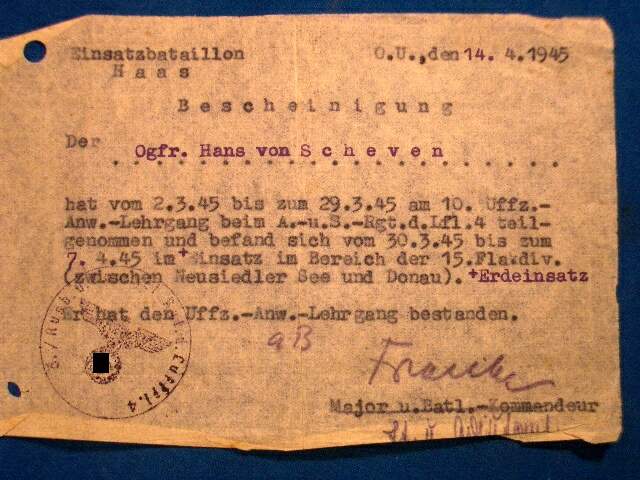 Einsatzbataillon
Haas
O.U., den 14. 4.1945
Bescheinigung
Der Ogfr. Hans von Scheven
hat vom 2.3.45 bis zum 29.3.45 am 10. Uffz.-
Anw.-Lehrgang beim A.-u.S.-Rgt.d.Lfl.4 teil-
genommen und befand sich vom 30.3.45 bis zum
7. 4.45 im +Einsatz im Bereich der 15.Flakdiv.
(zwischen Neusiedler See und Donau). +Erdeinsatz
Er hat den Uffz.-Anw.-Lehrgang bestanden.
Major u.Batl.-Kommandeur